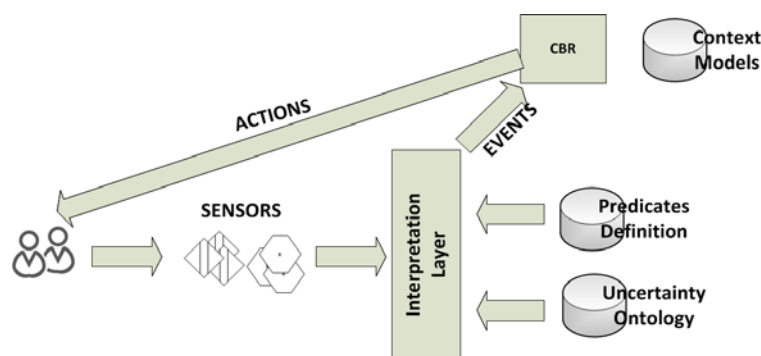 CBR
Context
Models
ACTIONS
EVENTS
SENSORS
Interpretation
Layer
Predicates
Definition
Uncertainty
Ontology